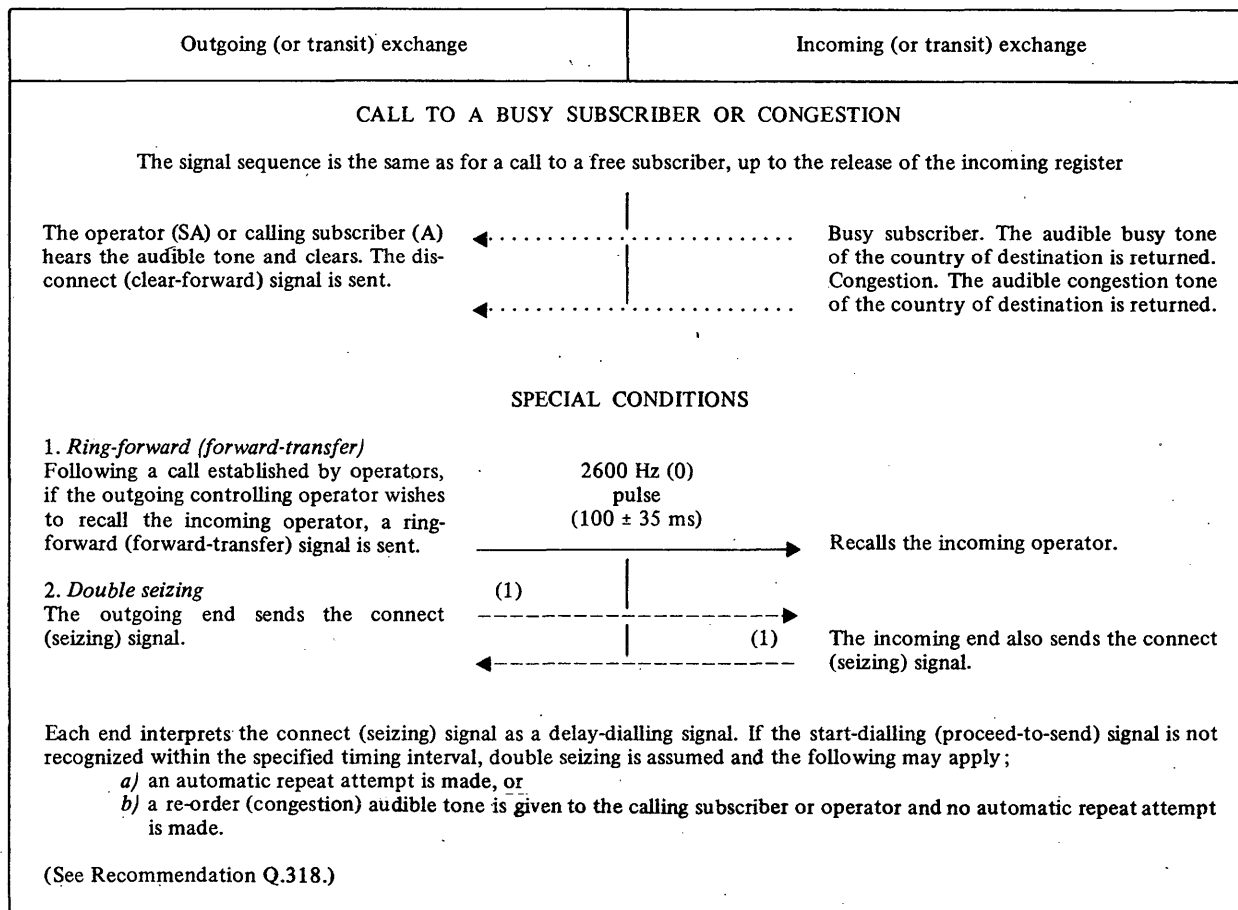 Outgoing (or transit) exchange
Incoming (or transit) exchange
CALL TO A BUSY SUBSCRIBER OR CONGESTION
The signal sequence is the same as for a call to a free subscriber, up to the release of the incoming register
The operator (SA) or calling subscriber (A)
hears the audible tone and clears. The dis-
connect (clear-forward) signal is sent.
Busy subscriber. The audible busy tone
of the country of destination is returned.
Congestion. The audible congestion tone
of the country of destination is returned.
SPECIAL CONDITIONS
1. Ring-forward (forward-transfer)
Following a call established by operators,
if the outgoing controlling operator wishes
to recall the incoming operator, a ring-
forward (forward-transfer) signal is sent.
2600 Hz (0)
pulse
(100 ± 35 ms)
Recalls the incoming operator.
2. Double seizing
The outgoing end sends the connect
(seizing) signal.
(1)
(1)
The incoming end also sends the connect
(seizing) signal.
Each end interprets the connect (seizing) signal as a delay-dialling signal. If the start-dialling (proceed-to-send) signal is not
recognized within the specified timing interval, double seizing is assumed and the following may apply;
a) an automatic repeat attempt is made, or
b) a re-order (congestion) audible tone is given to the calling subscriber or operator and no automatic repeat attempt
is made.
(See Recommendation Q.318.)